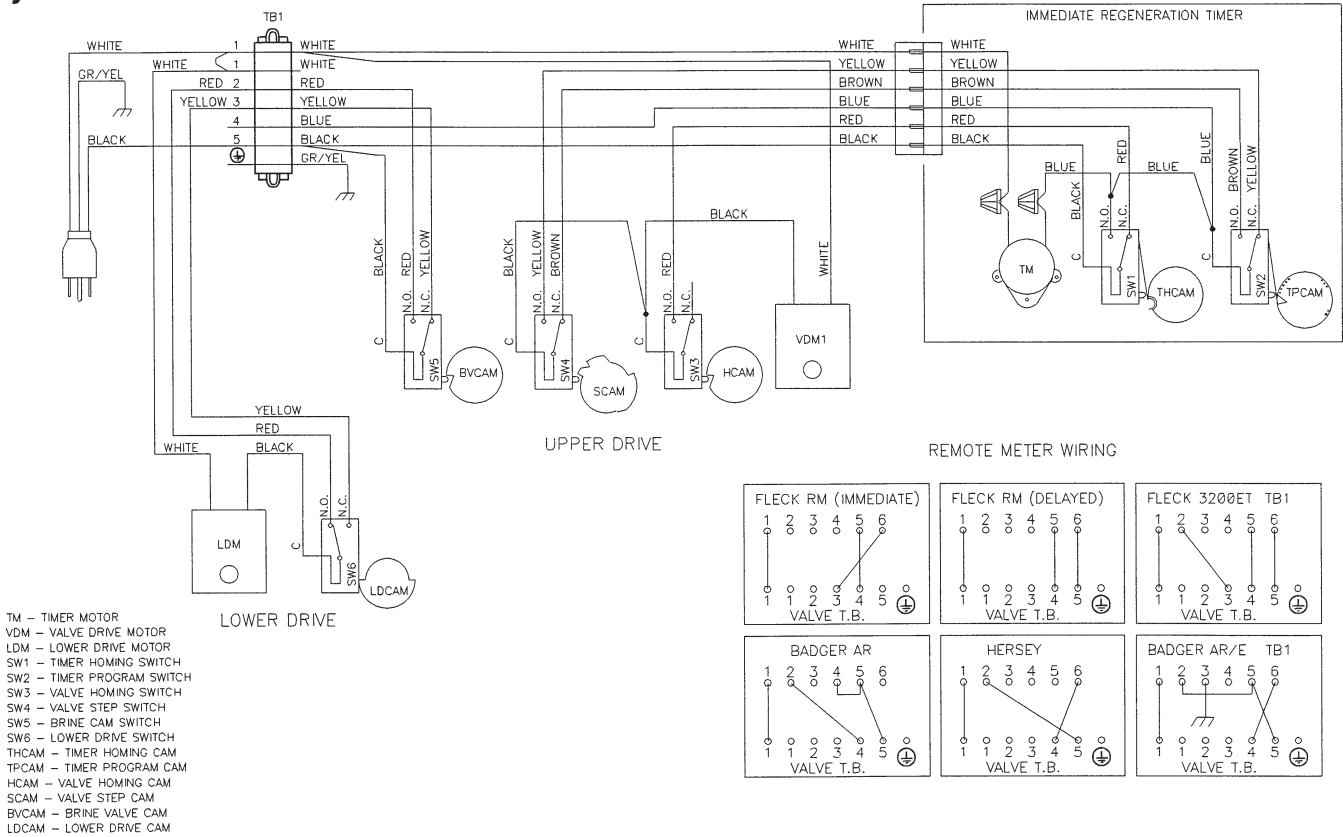 TB1
IMMEDIATE REGENERATION TIMER
WHITE 1 WHITE WHITE WHITE
WHITE 1 WHITE YELLOW YELLOW
GR/YEL
RED 2 RED BROWN BROWN
YELLOW 3 YELLOW BLUE BLUE
4 BLUE RED RED
BLACK 5 BLACK BLACK BLACK
GR/YEL
BLUE BLUE
BLACK RED BLUE BROWN YELLOW
N.O. N.C. N.O. N.C.
C C
TM SW1 THCAM SW2 TPCAM
BLACK
BLACK RED YELLOW BLACK YELLOW BROWN RED WHITE
N.O. N.C. N.O. N.C. N.O. N.C.
C C C
SW5 BVCAM SW4 SCAM SW3 HCAM VDM1
YELLOW
RED
WHITE BLACK
UPPER DRIVE
N.O. N.C.
C
LDM SW6 LDCAM
LOWER DRIVE
REMOTE METER WIRING
FLECK RM (IMMEDIATE)
1 2 3 4 5 6
1 1 2 3 4 5
VALVE T.B.
FLECK RM (DELAYED)
1 2 3 4 5 6
1 1 2 3 4 5
VALVE T.B.
FLECK 3200ET TB1
1 2 3 4 5 6
1 1 2 3 4 5
VALVE T.B.
BADGER AR
1 2 3 4 5 6
1 1 2 3 4 5
VALVE T.B.
HERSEY
1 2 3 4 5 6
1 1 2 3 4 5
VALVE T.B.
BADGER AR/E TB1
1 2 3 4 5 6
1 1 2 3 4 5
VALVE T.B.
TM – TIMER MOTOR
VDM – VALVE DRIVE MOTOR
LDM – LOWER DRIVE MOTOR
SW1 – TIMER HOMING SWITCH
SW2 – TIMER PROGRAM SWITCH
SW3 – VALVE HOMING SWITCH
SW4 – VALVE STEP SWITCH
SW5 – BRINE CAM SWITCH
SW6 – LOWER DRIVE SWITCH
THCAM – TIMER HOMING CAM
TPCAM – TIMER PROGRAM CAM
HCAM – VALVE HOMING CAM
SCAM – VALVE STEP CAM
BVCAM – BRINE VALVE CAM
LDCAM – LOWER DRIVE CAM